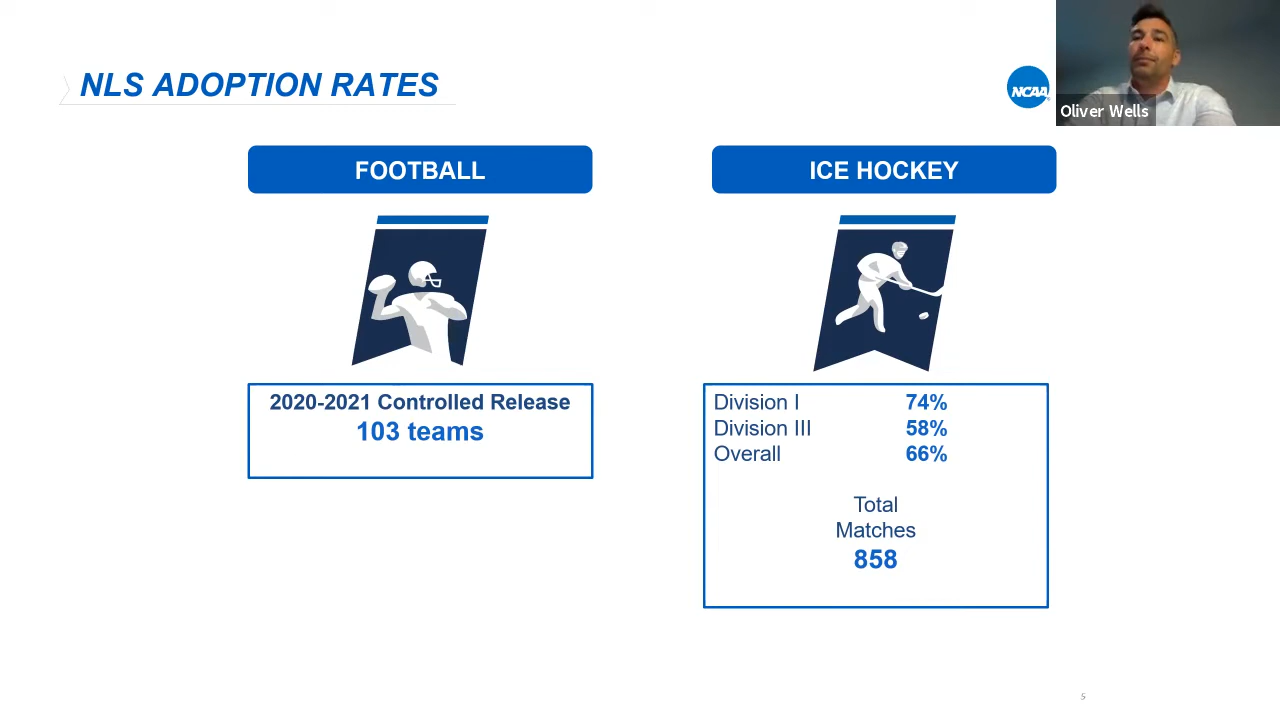 NLS ADOPTION RATES
NCAA
Oliver Wells
FOOTBALL
ICE HOCKEY
2020-2021 Controlled Release
103 teams
Division I 74%
Division III 58%
Overall 66%
Total
Matches
858
5